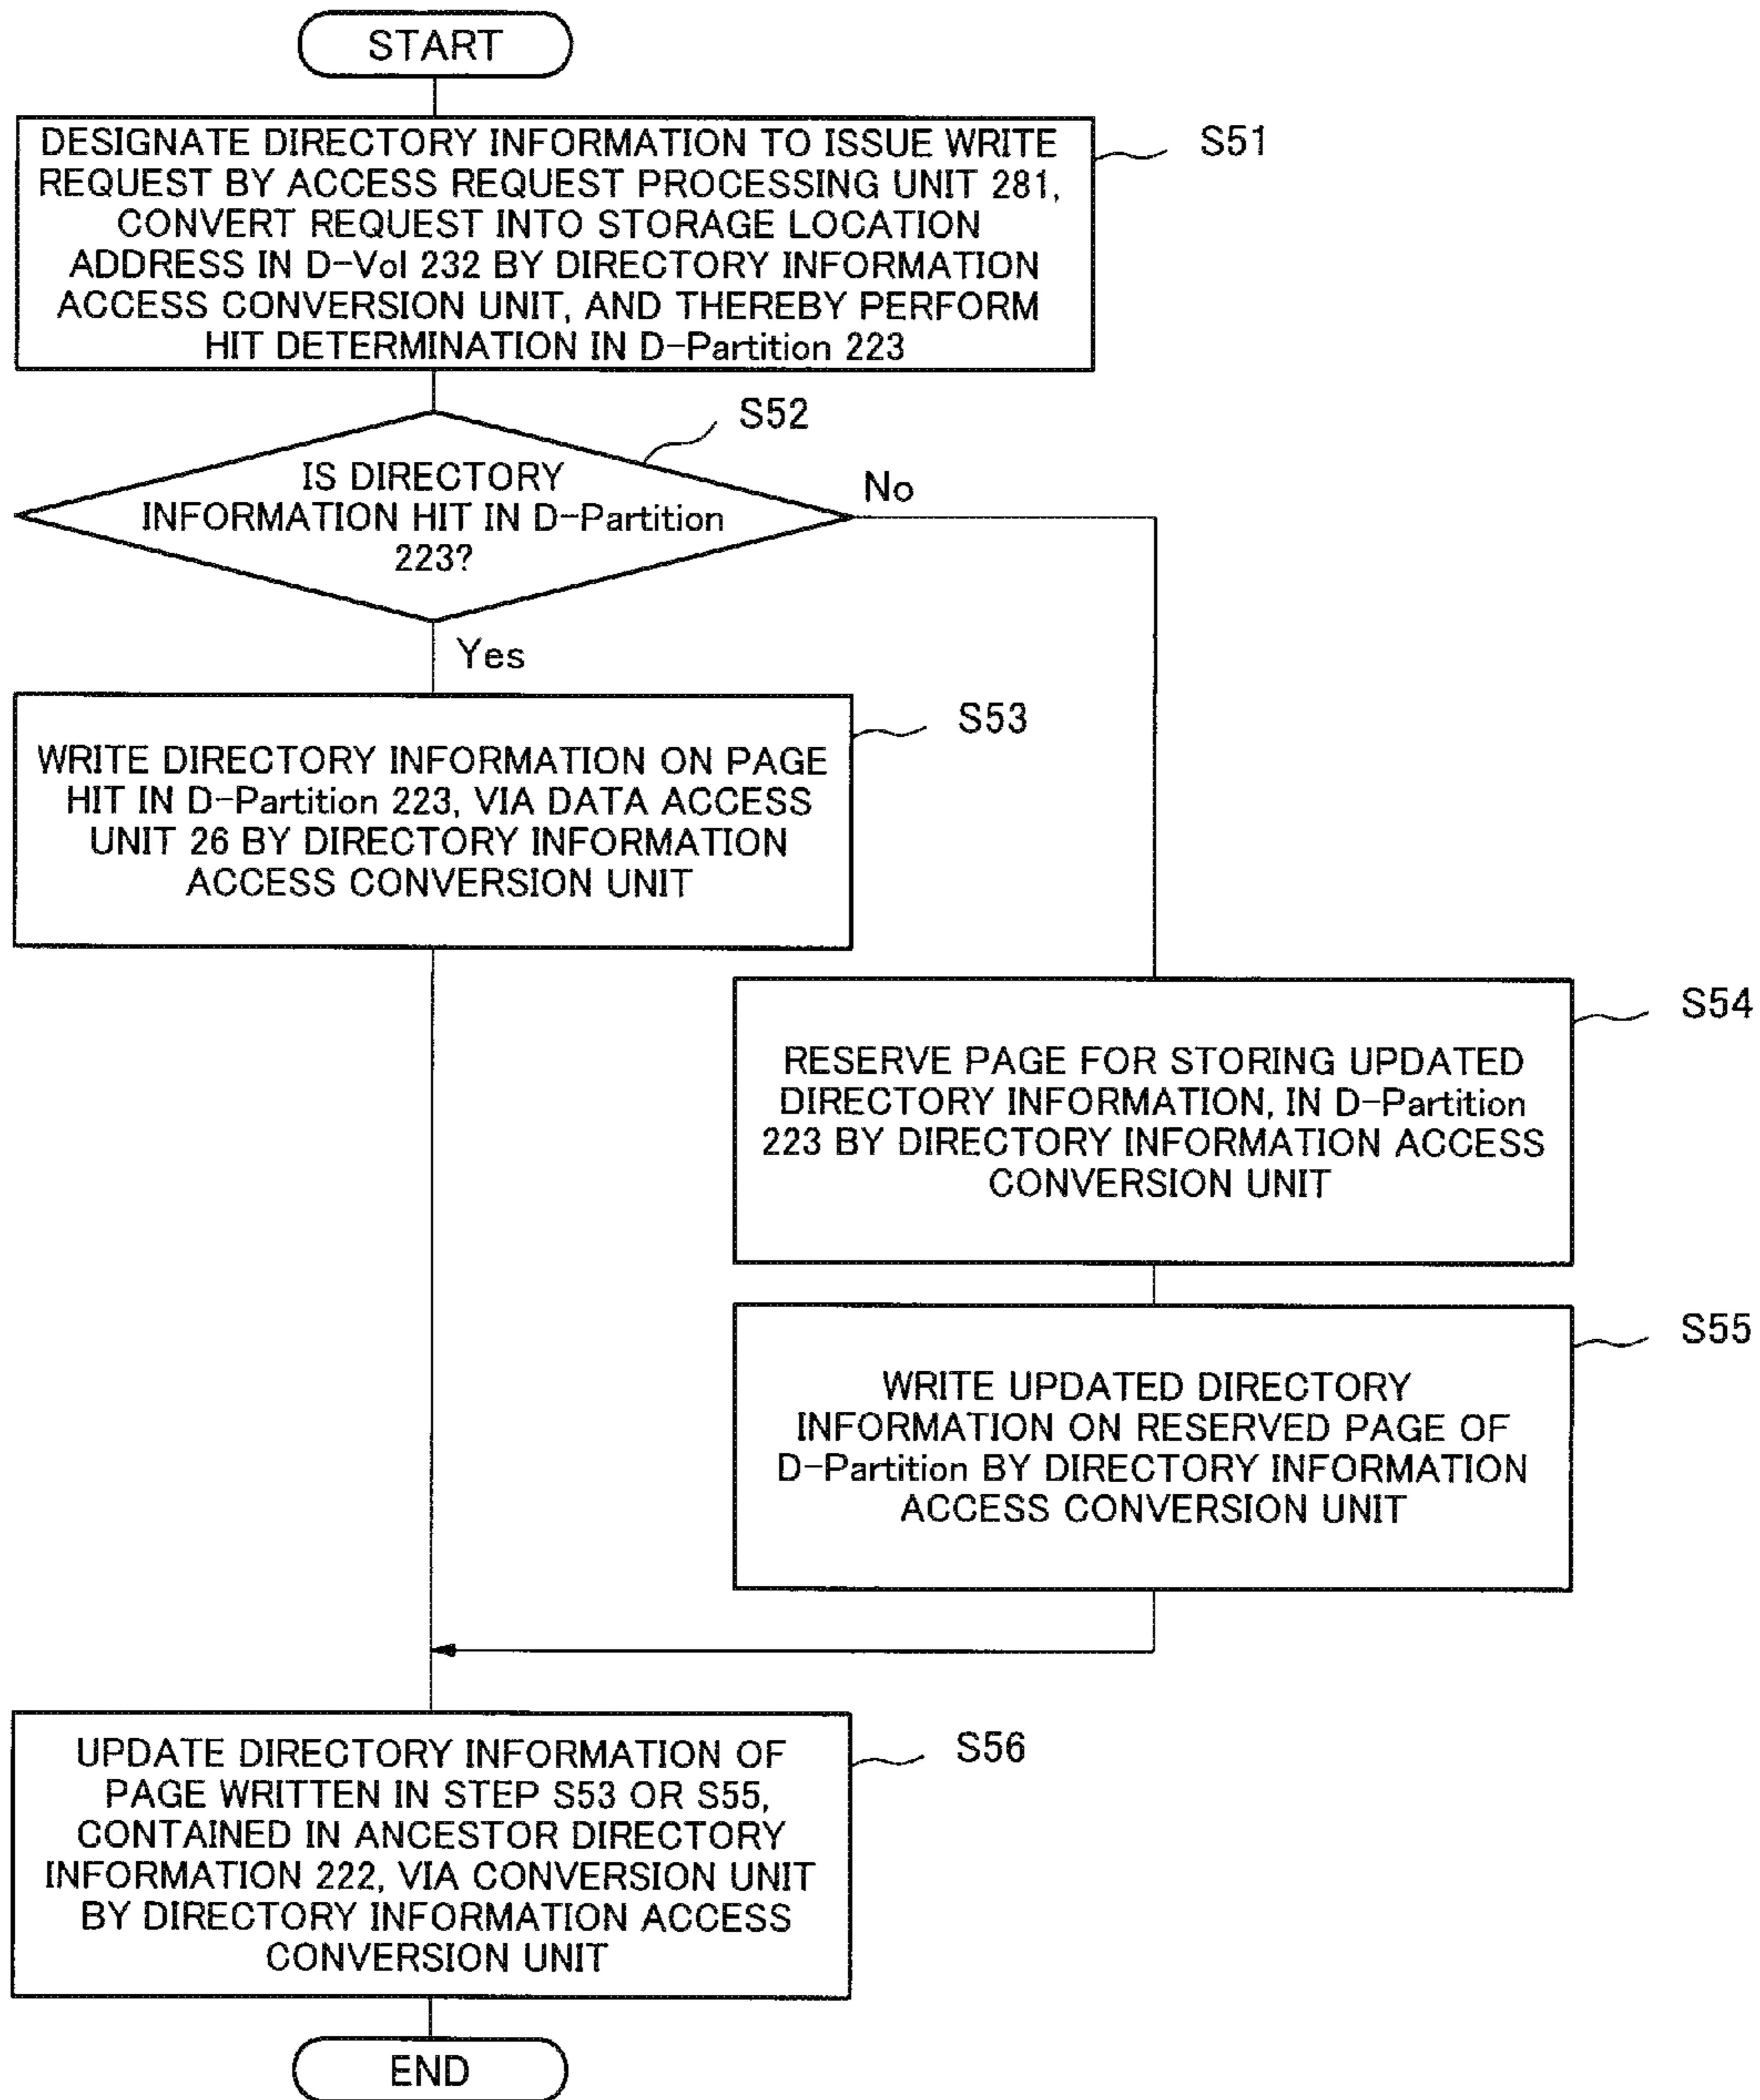 START
DESIGNATE DIRECTORY INFORMATION TO ISSUE WRITE
REQUEST BY ACCESS REQUEST PROCESSING UNIT 281,
CONVERT REQUEST INTO STORAGE LOCATION
ADDRESS IN D-Vol 232 BY DIRECTORY INFORMATION
ACCESS CONVERSION UNIT, AND THEREBY PERFORM
HIT DETERMINATION IN D-Partition 223
S51
S52
IS DIRECTORY
INFORMATION HIT IN D-Partition
223?
No
Yes
S53
WRITE DIRECTORY INFORMATION ON PAGE
HIT IN D-Partition 223, VIA DATA ACCESS
UNIT 26 BY DIRECTORY INFORMATION
ACCESS CONVERSION UNIT
S54
RESERVE PAGE FOR STORING UPDATED
DIRECTORY INFORMATION, IN D-Partition
223 BY DIRECTORY INFORMATION ACCESS
CONVERSION UNIT
S55
WRITE UPDATED DIRECTORY
INFORMATION ON RESERVED PAGE OF
D-Partition BY DIRECTORY INFORMATION
ACCESS CONVERSION UNIT
S56
UPDATE DIRECTORY INFORMATION OF
PAGE WRITTEN IN STEP S53 OR S55,
CONTAINED IN ANCESTOR DIRECTORY
INFORMATION 222, VIA CONVERSION UNIT
BY DIRECTORY INFORMATION ACCESS
CONVERSION UNIT
END